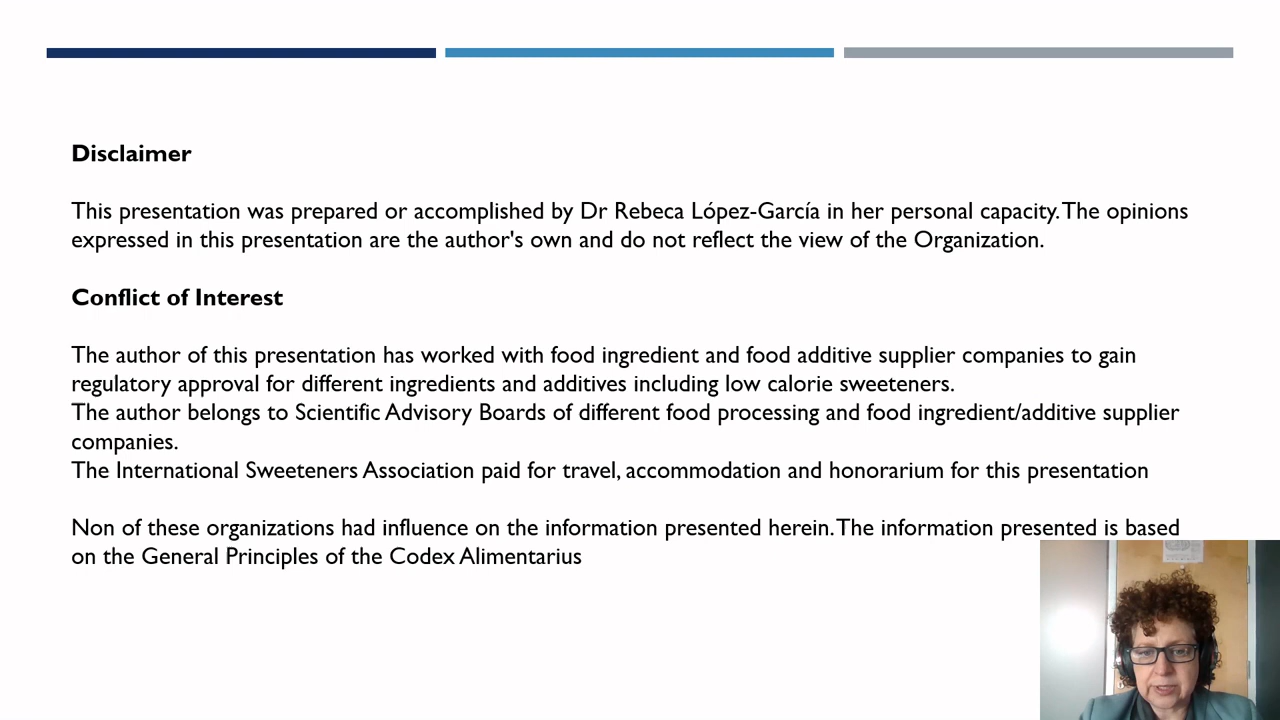 Disclaimer
This presentation was prepared or accomplished by Dr Rebeca López-García in her personal capacity. The opinions
expressed in this presentation are the author's own and do not reflect the view of the Organization.
Conflict of Interest
The author of this presentation has worked with food ingredient and food additive supplier companies to gain
regulatory approval for different ingredients and additives including low calorie sweeteners.
The author belongs to Scientific Advisory Boards of different food processing and food ingredient/additive supplier
companies.
The International Sweeteners Association paid for travel, accommodation and honorarium for this presentation
Non of these organizations had influence on the information presented herein. The information presented is based
on the General Principles of the Codex Alimentarius